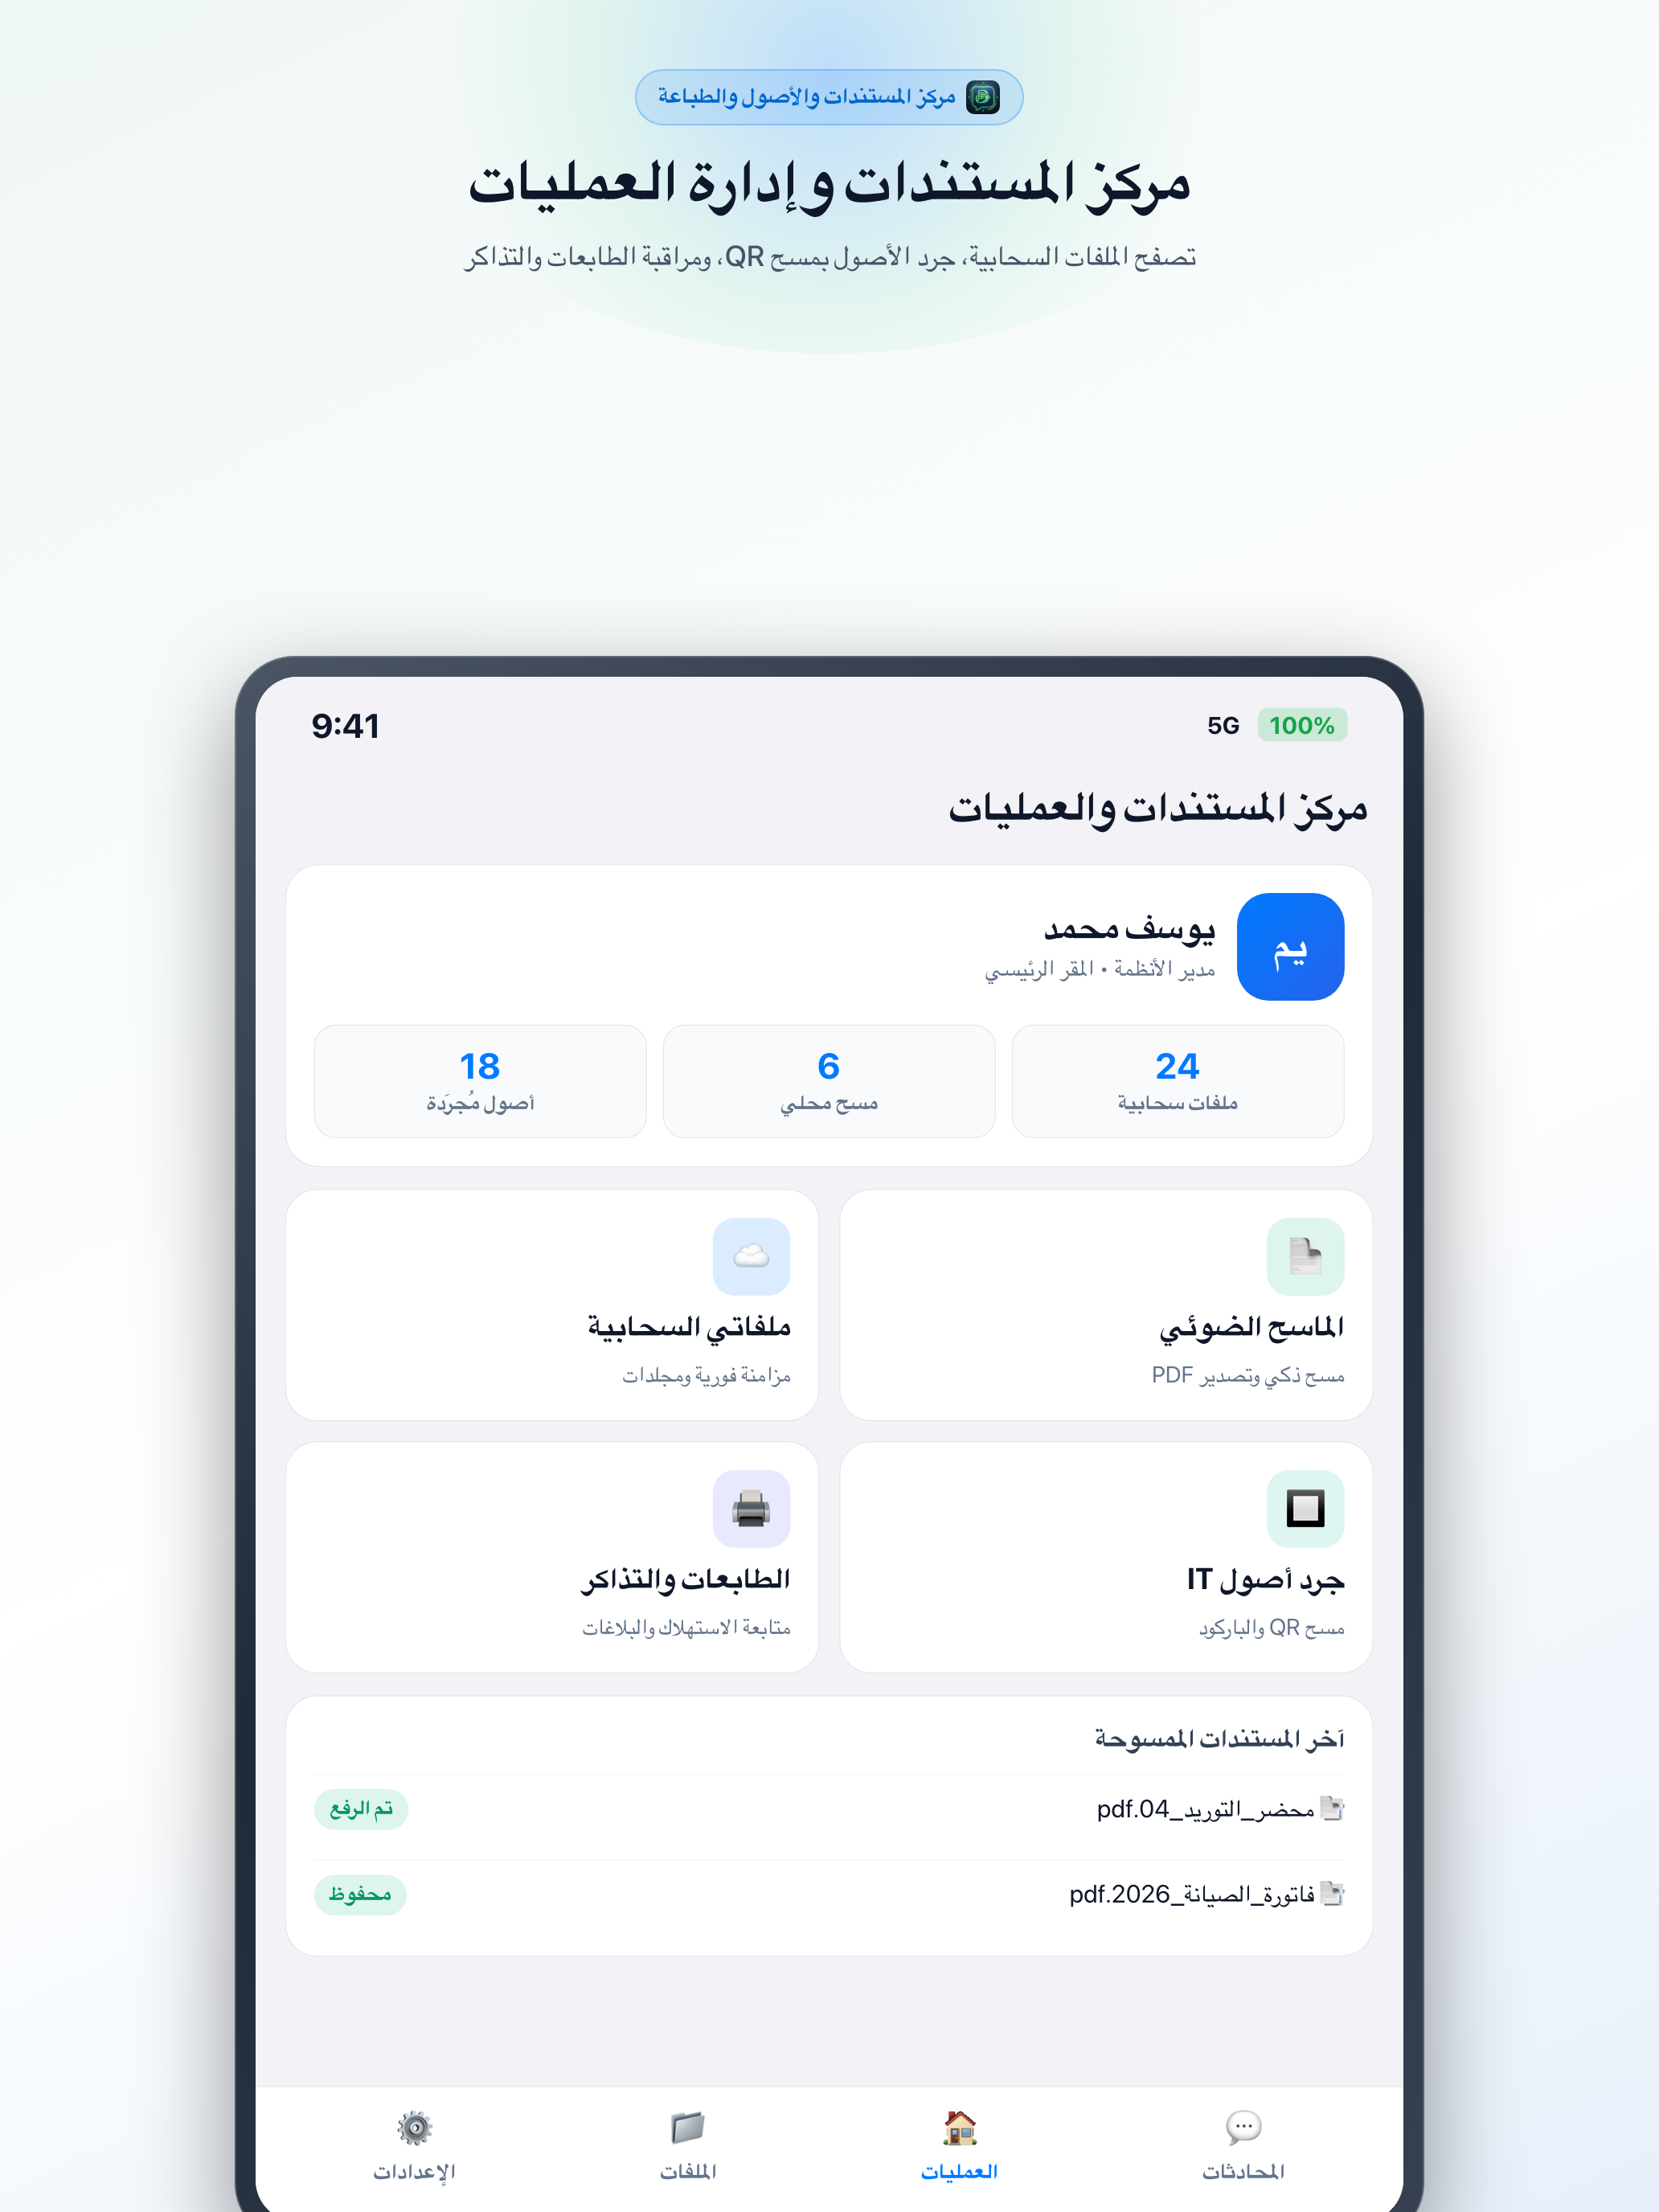 مركز المستندات والأصول والطباعة
مركز المستندات وإدارة العمليات
تصفح الملفات السحابية، جرد الأصول بمسح QR، ومراقبة الطابعات والتذاكر
9:41
5G 100%
مركز المستندات والعمليات
يم
يوسف محمد
مدير الأنظمة • المقر الرئيسي
24
ملفات سحابية
6
مسح محلي
18
أصول مُجرَدة
الماسح الضوئي
مسح ذكي وتصدير PDF
ملفاتي السحابية
مزامنة فورية ومجلدات
جرد أصول IT
مسح QR والباركود
الطابعات والتذاكر
متابعة الاستهلاك والبلاغات
آخر المستندات الممسوحة
محضر_التوريد_04.pdf
تم الرفع
فاتورة_الصيانة_2026.pdf
محفوظ
المحادثات
العمليات
الملفات
الإعدادات